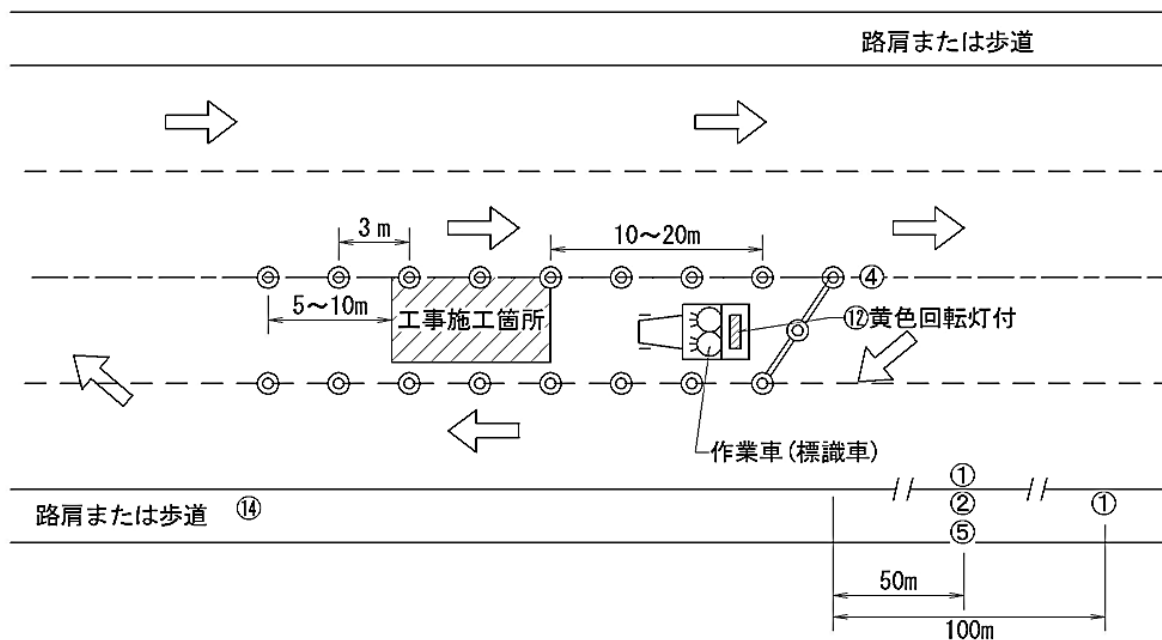 路肩または歩道
3m
10～20m
④
5～10m
工事施工箇所
⑫黄色回転灯付
作業車(標識車)
路肩または歩道 ⑭
①
② ①
⑤
50m
100m